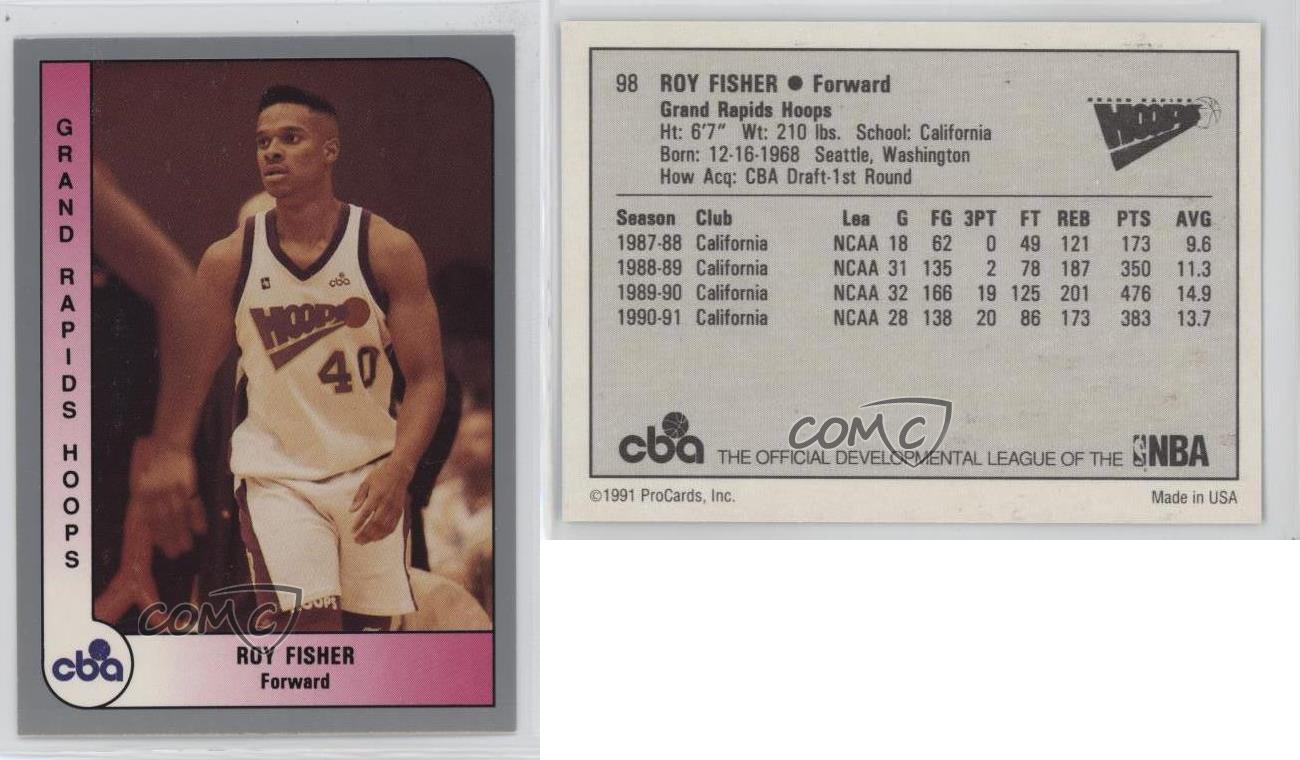 GRAND RAPIDS HOOPS
cba
HOOPS
40
HOOPS
COMC
cba
ROY FISHER
Forward
98 ROY FISHER ● Forward
Grand Rapids Hoops
Ht: 6'7" Wt: 210 lbs. School: California
Born: 12-16-1968 Seattle, Washington
How Acq: CBA Draft-1st Round
GRAND RAPIDS
HOOPS
Season Club Lea G FG 3PT FT REB PTS AVG
1987-88 California NCAA 18 62 0 49 121 173 9.6
1988-89 California NCAA 31 135 2 78 187 350 11.3
1989-90 California NCAA 32 166 19 125 201 476 14.9
1990-91 California NCAA 28 138 20 86 173 383 13.7
COMC
cba THE OFFICIAL DEVELOPMENTAL LEAGUE OF THE NBA
©1991 ProCards, Inc. Made in USA